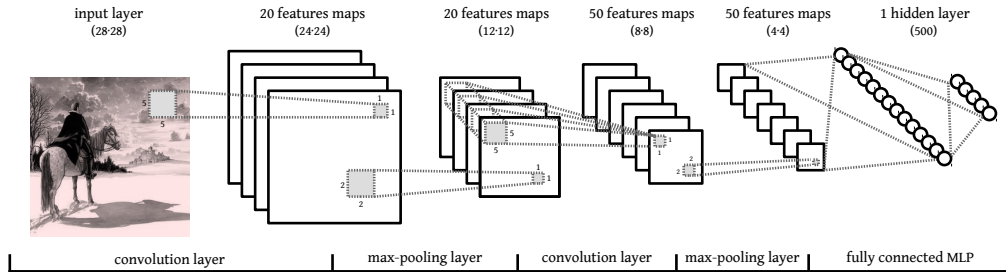 input layer
(28·28)
20 features maps
(24·24)
20 features maps
(12·12)
50 features maps
(8·8)
50 features maps
(4·4)
1 hidden layer
(500)
5
5
1
1
2
2
5
5
1
1
1
1
2
2
convolution layer
max-pooling layer
convolution layer
max-pooling layer
fully connected MLP